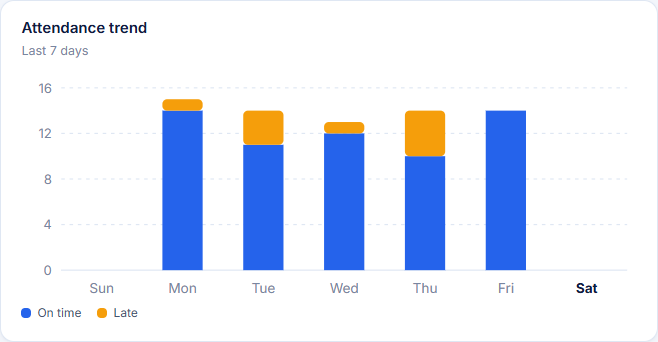 Attendance trend
Last 7 days
16
12
8
4
0
Sun Mon Tue Wed Thu Fri Sat
On time Late